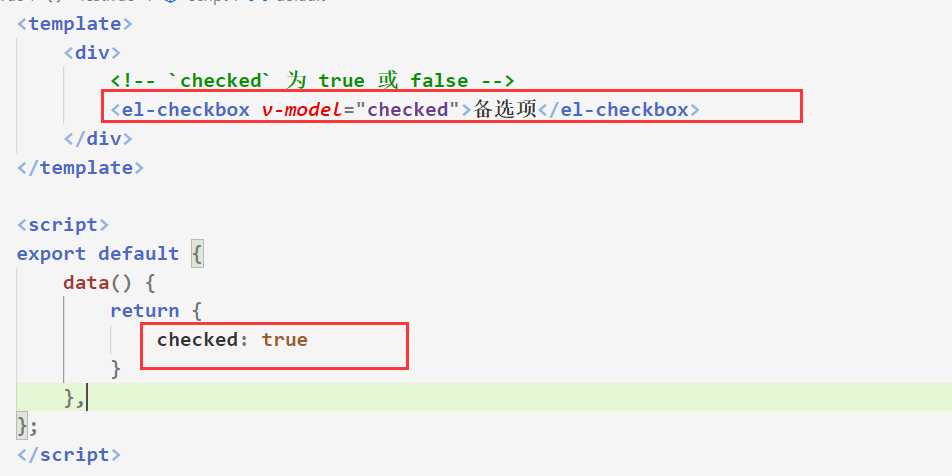 <template>
<div>
<!-- `checked` 为 true 或 false -->
<el-checkbox v-model="checked">备选项</el-checkbox>
</div>
</template>
<script>
export default {
data() {
return {
checked: true
}
},
};
</script>